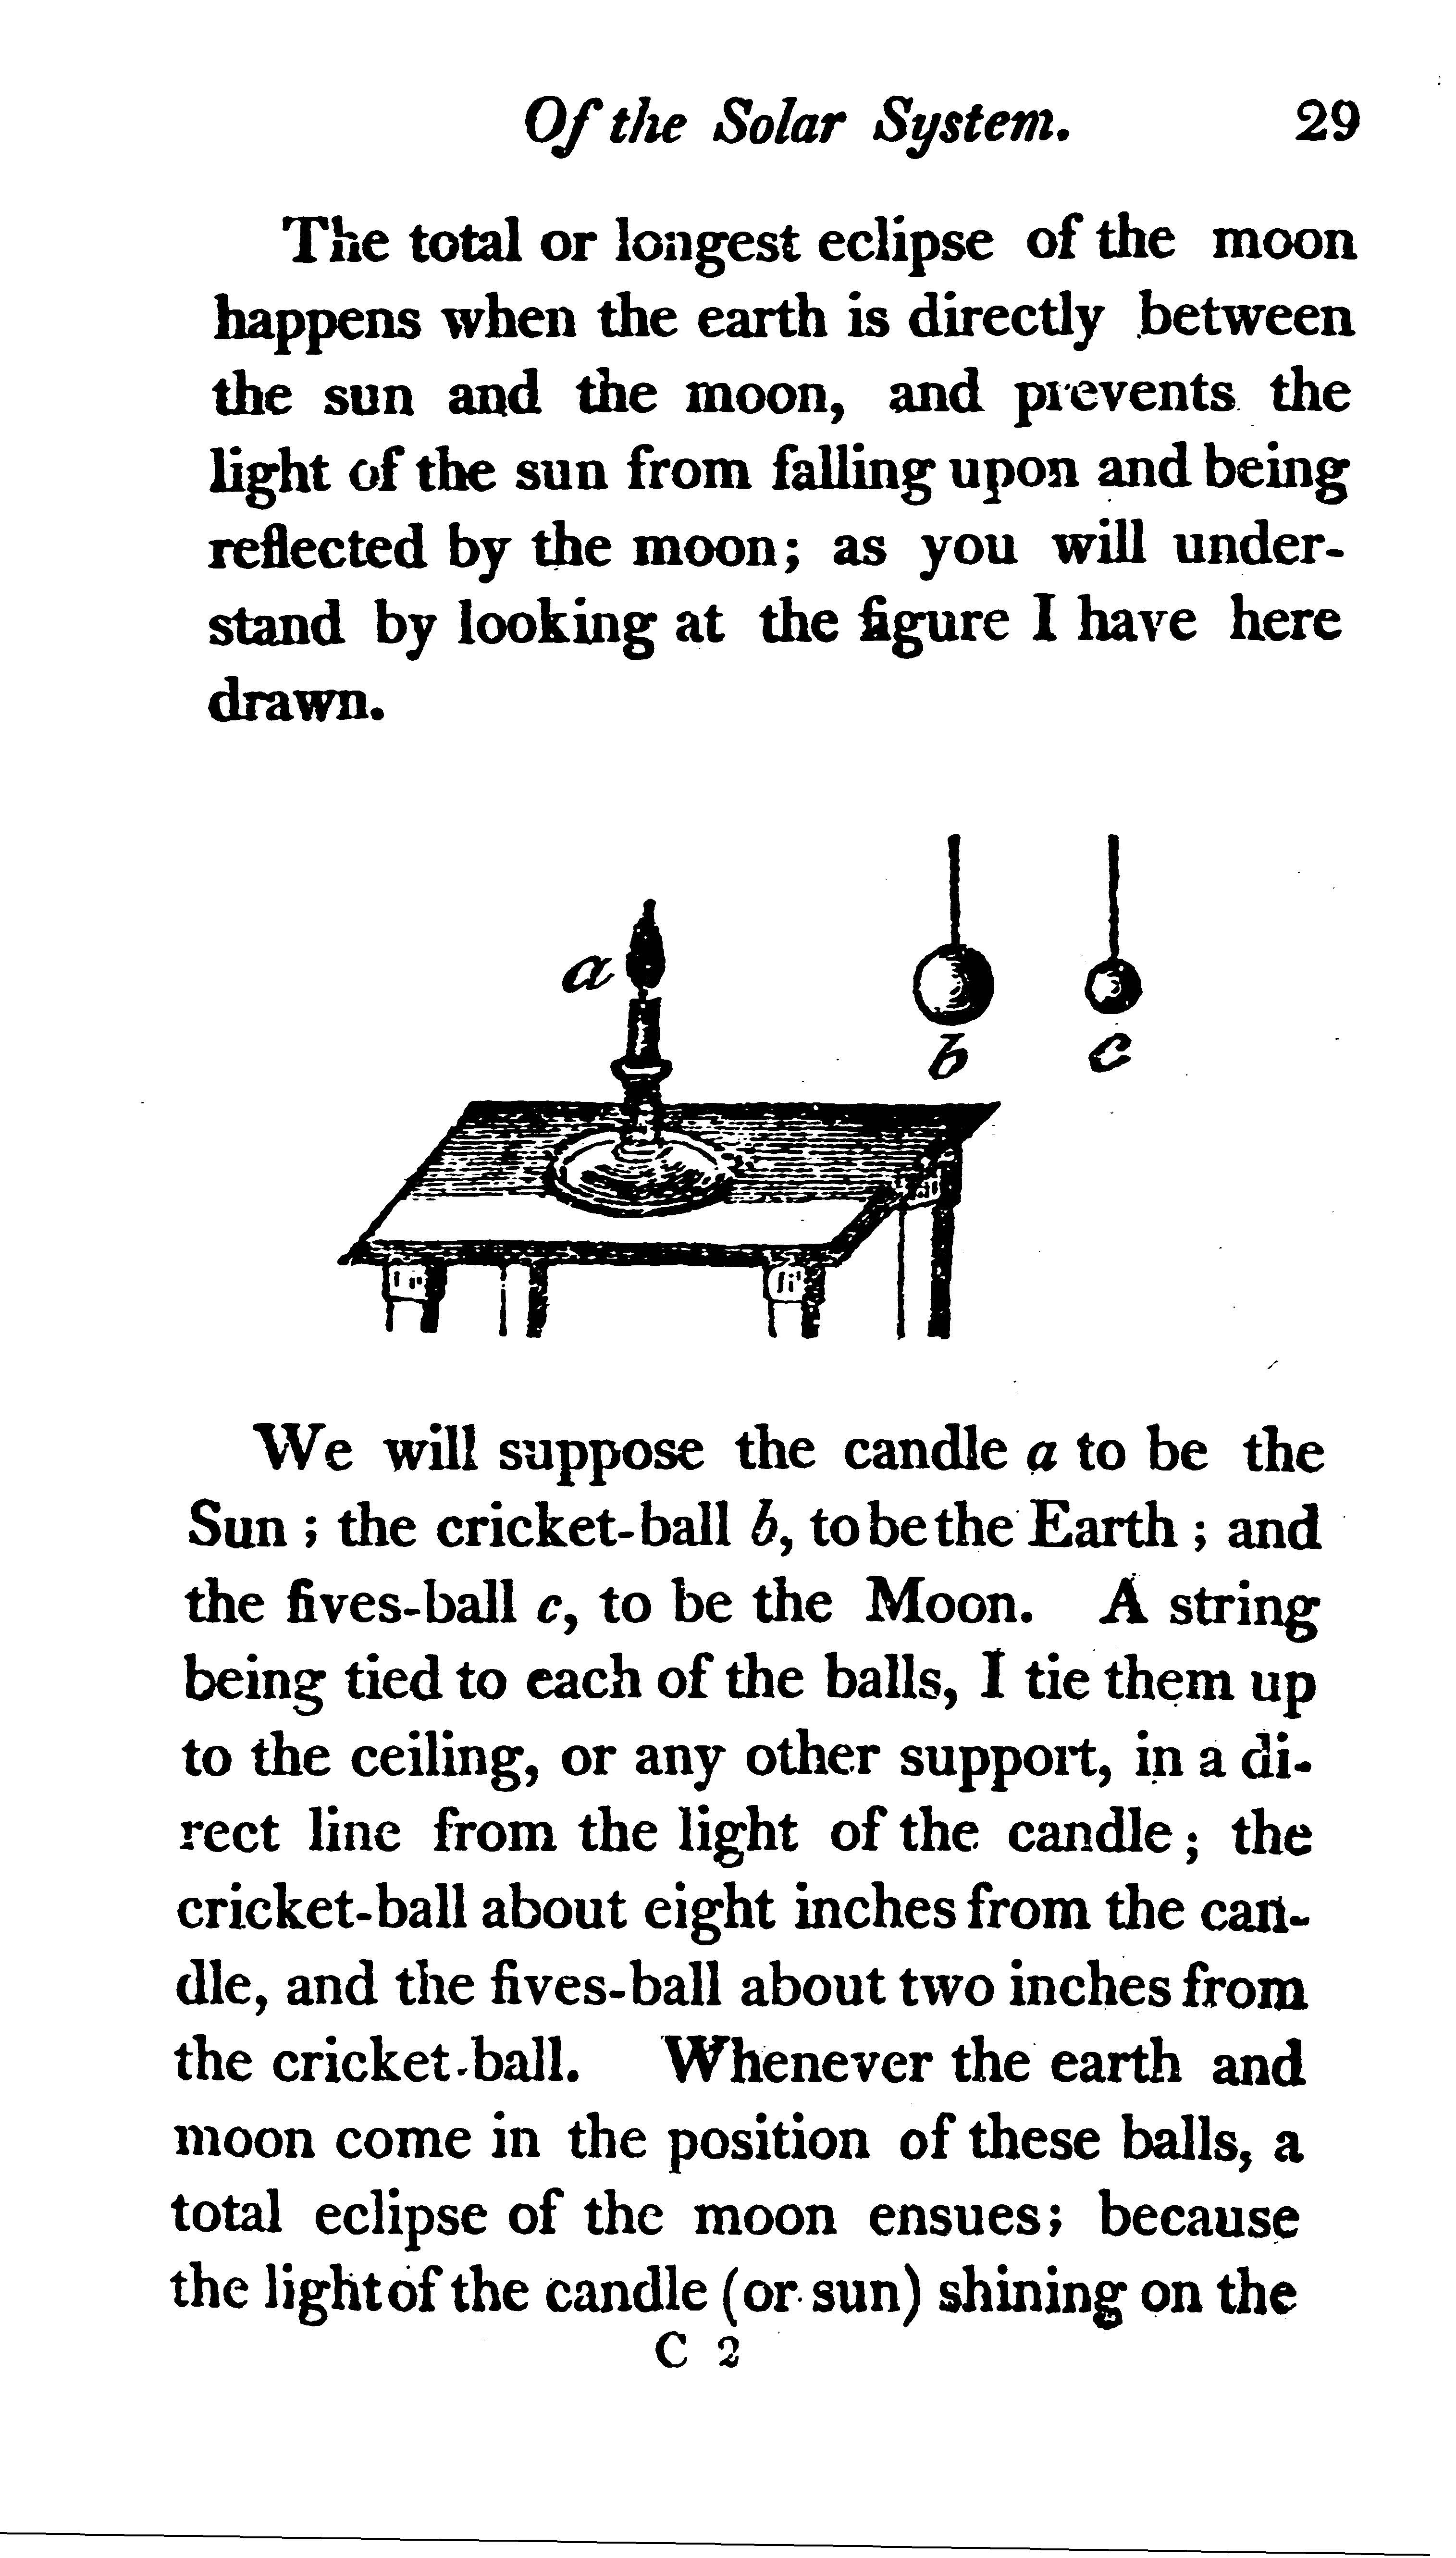 Of the Solar System. 29
The total or longest eclipse of the moon
happens when the earth is directly between
the sun and the moon, and prevents the
light of the sun from falling upon and being
reflected by the moon; as you will under-
stand by looking at the figure I have here
drawn.
a
b
c
We will suppose the candle a to be the
Sun; the cricket-ball b, to be the Earth; and
the fives-ball c, to be the Moon. A string
being tied to each of the balls, I tie them up
to the ceiling, or any other support, in a di-
rect line from the light of the candle; the
cricket-ball about eight inches from the can-
dle, and the fives-ball about two inches from
the cricket-ball. Whenever the earth and
moon come in the position of these balls, a
total eclipse of the moon ensues; because
the light of the candle (or sun) shining on the
C 2